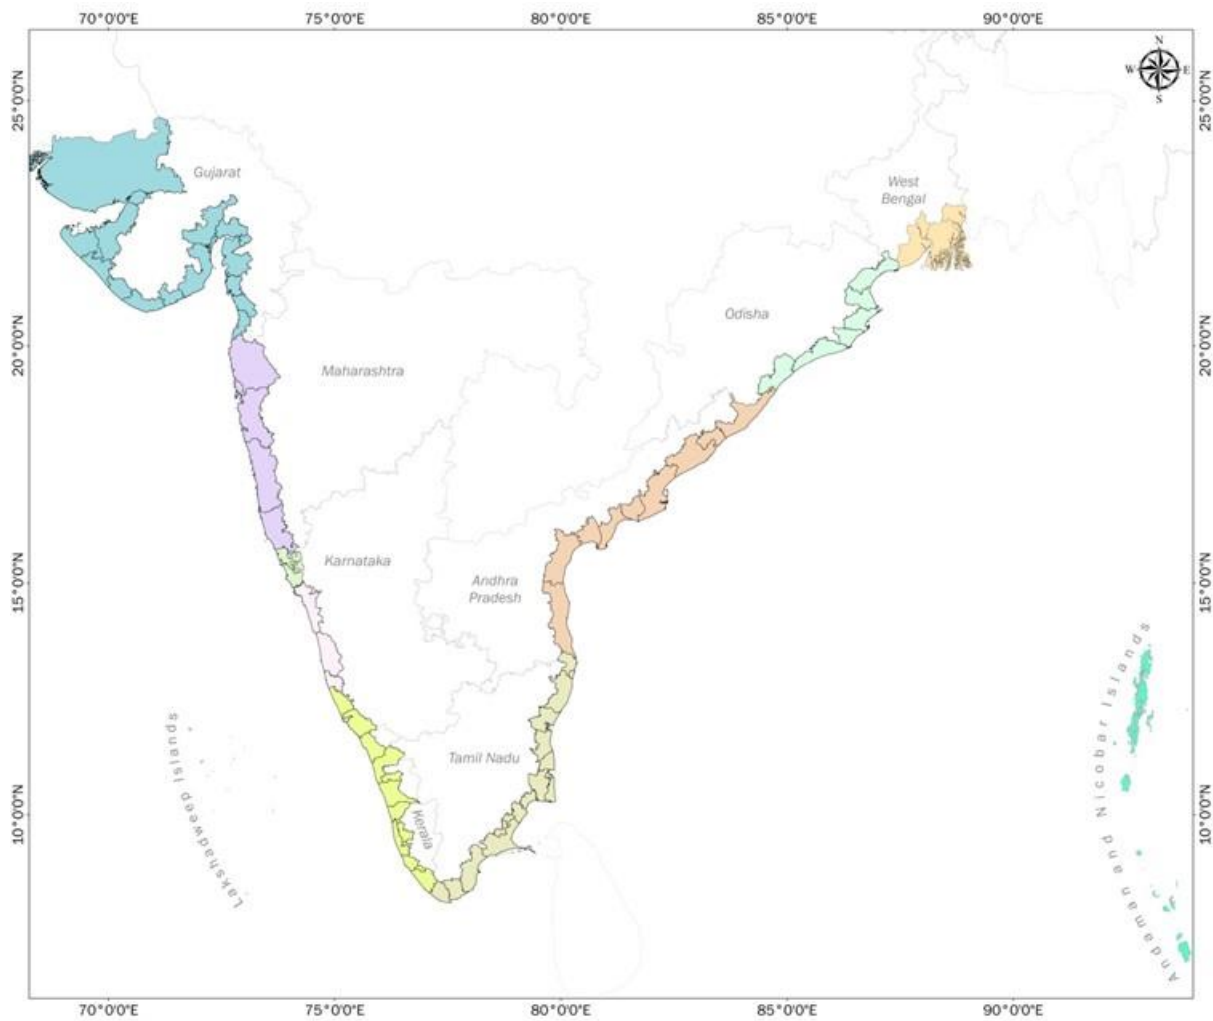 70°0'0"E 75°0'0"E 80°0'0"E 85°0'0"E 90°0'0"E
N
W E
S
25°0'0"N 25°0'0"N
Gujarat
West
Bengal
Odisha
20°0'0"N 20°0'0"N
Maharashtra
Karnataka
Andhra
Pradesh
15°0'0"N 15°0'0"N
Tamil Nadu
Kerala
Lakshadweep Islands
Andaman and Nicobar Islands
10°0'0"N 10°0'0"N
70°0'0"E 75°0'0"E 80°0'0"E 85°0'0"E 90°0'0"E